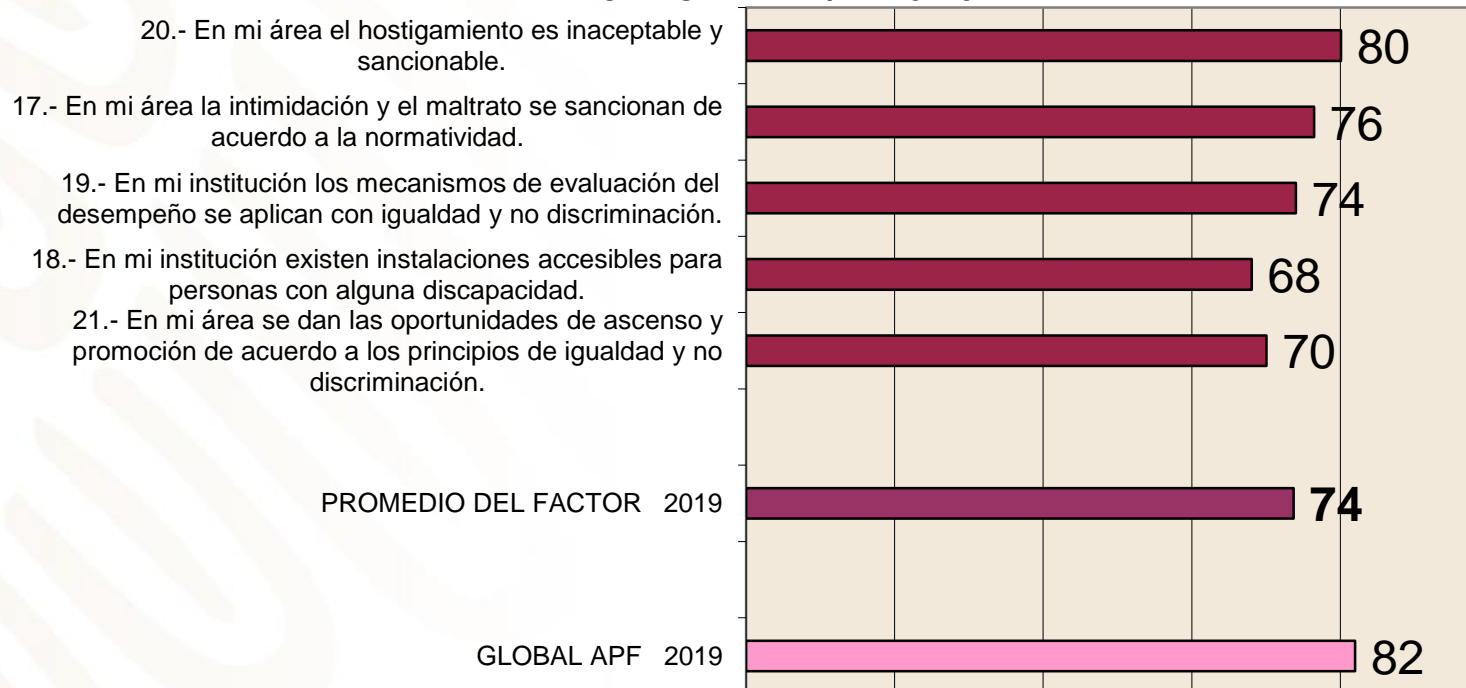 20.- En mi área el hostigamiento es inaceptable y
sancionable.
80
17.- En mi área la intimidación y el maltrato se sancionan de
acuerdo a la normatividad.
76
19.- En mi institución los mecanismos de evaluación del
desempeño se aplican con igualdad y no discriminación.
74
18.- En mi institución existen instalaciones accesibles para
personas con alguna discapacidad.
68
21.- En mi área se dan las oportunidades de ascenso y
promoción de acuerdo a los principios de igualdad y no
discriminación.
70
PROMEDIO DEL FACTOR 2019
74
GLOBAL APF 2019
82